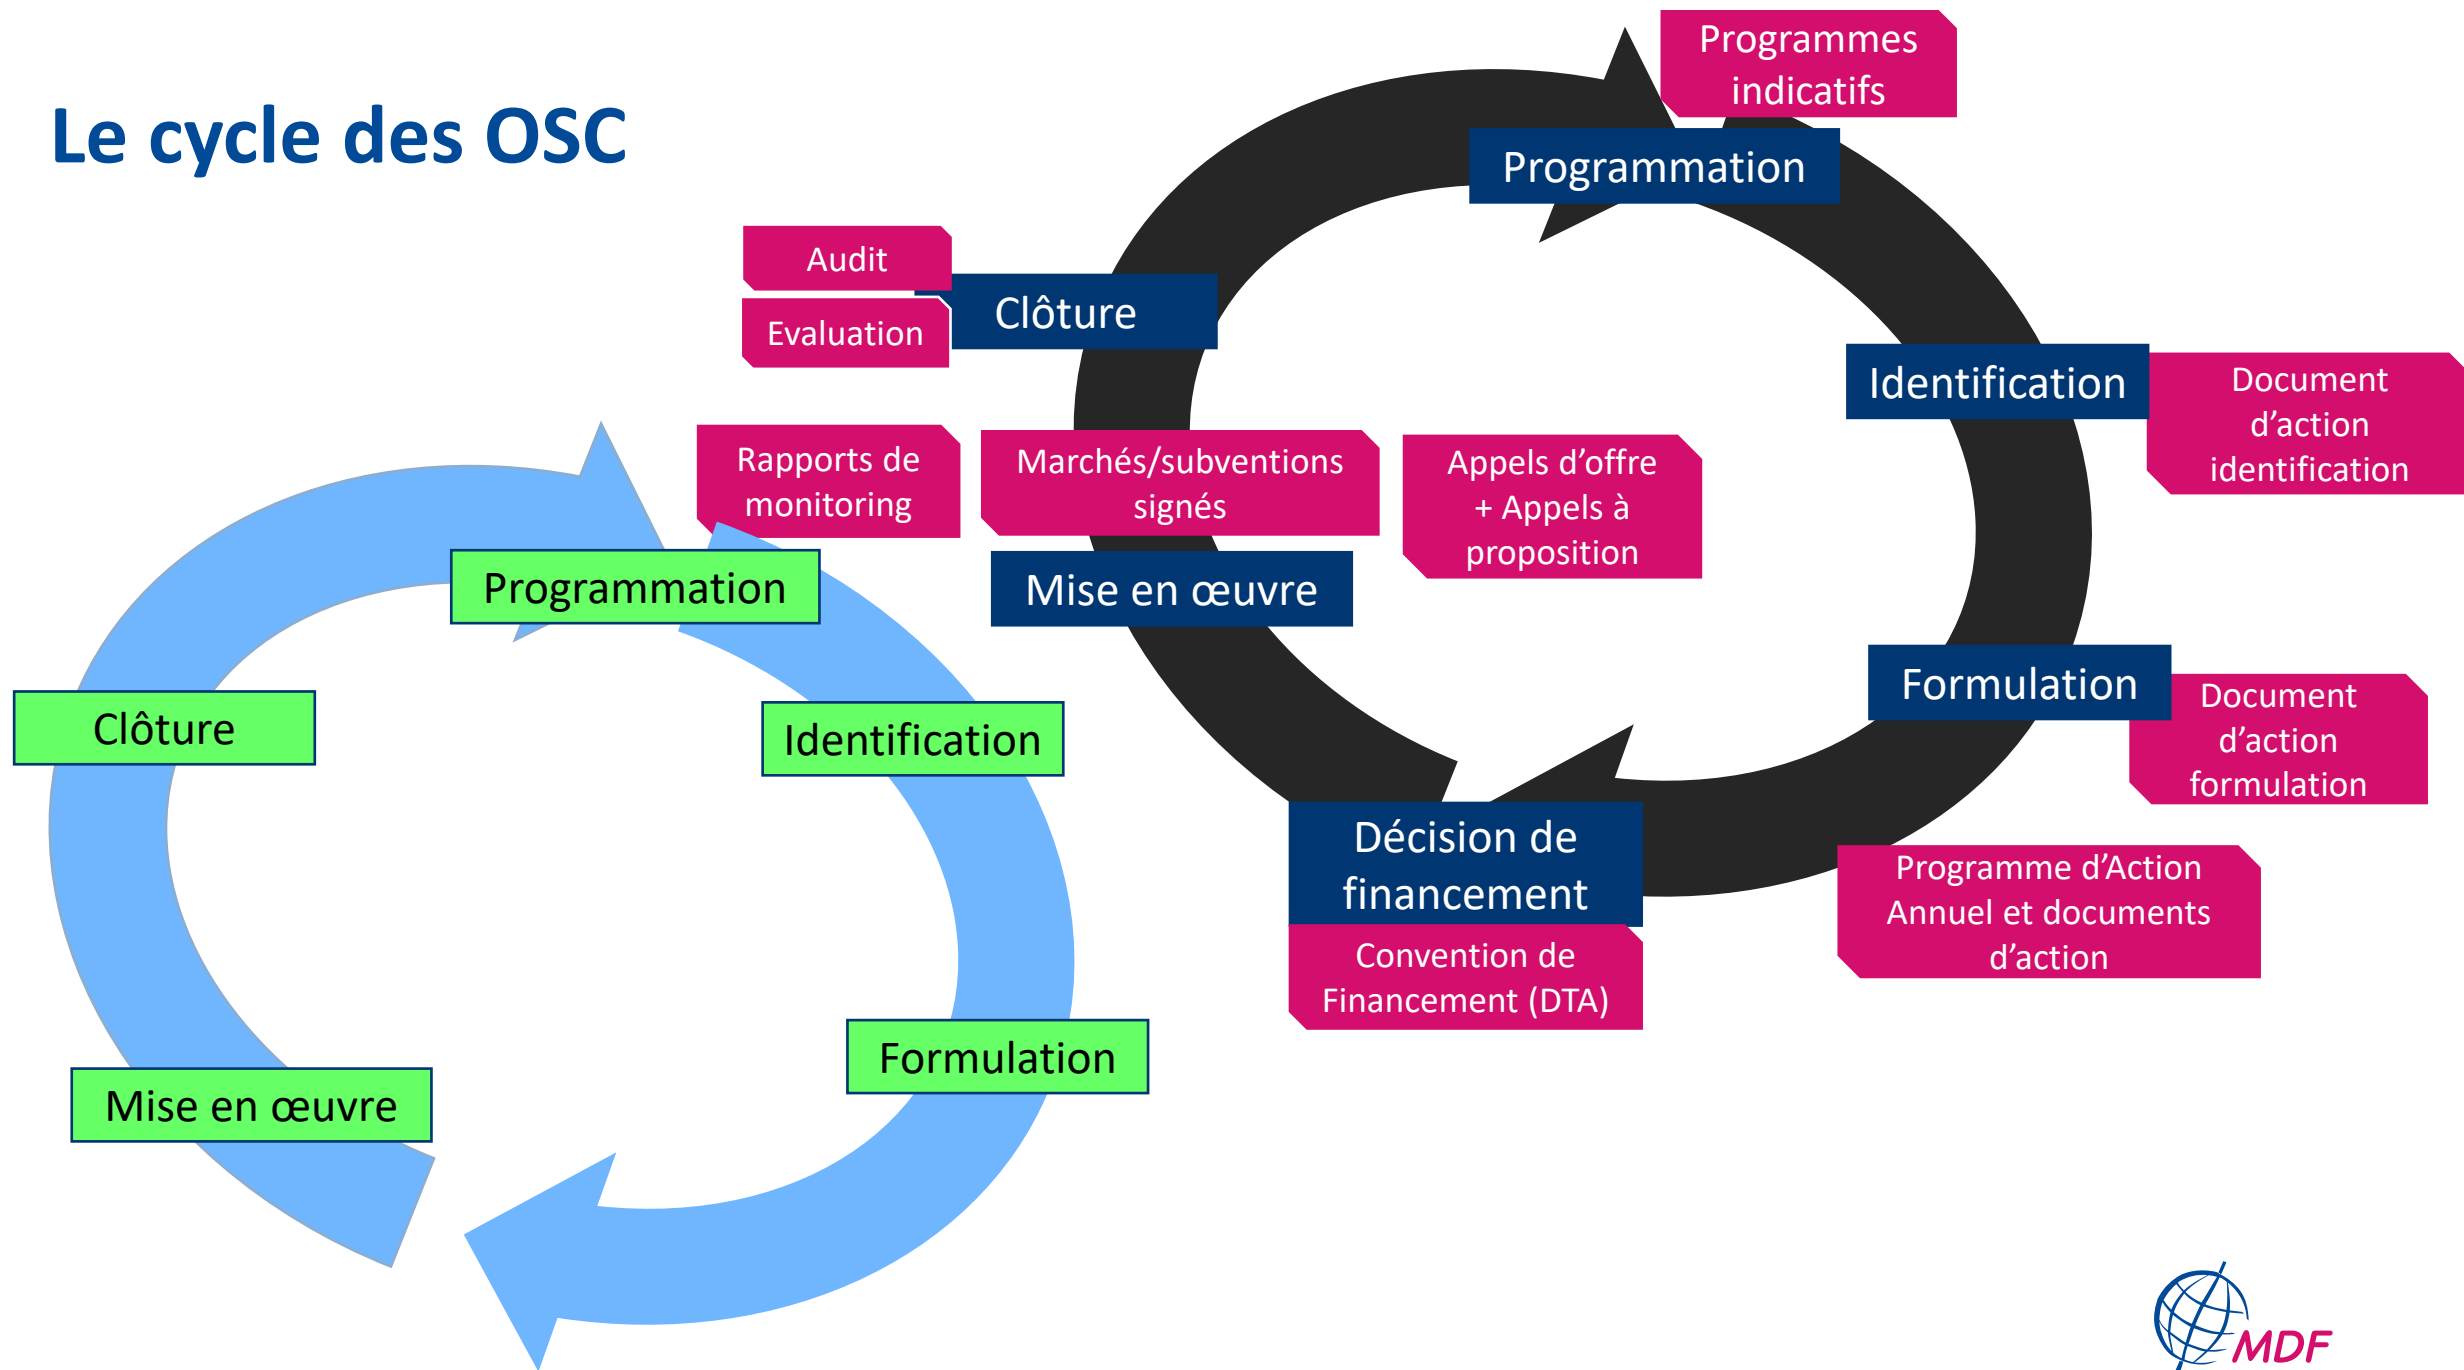 Le cycle des OSC
Programmes
indicatifs
Programmation
Audit
Evaluation
Clôture
Identification
Document
d’action
identification
Rapports de
monitoring
Marchés/subventions
signés
Appels d’offre
+ Appels à
proposition
Mise en œuvre
Formulation
Document
d’action
formulation
Décision de
financement
Convention de
Financement (DTA)
Programme d’Action
Annuel et documents
d’action
Programmation
Clôture
Identification
Formulation
Mise en œuvre
MDF